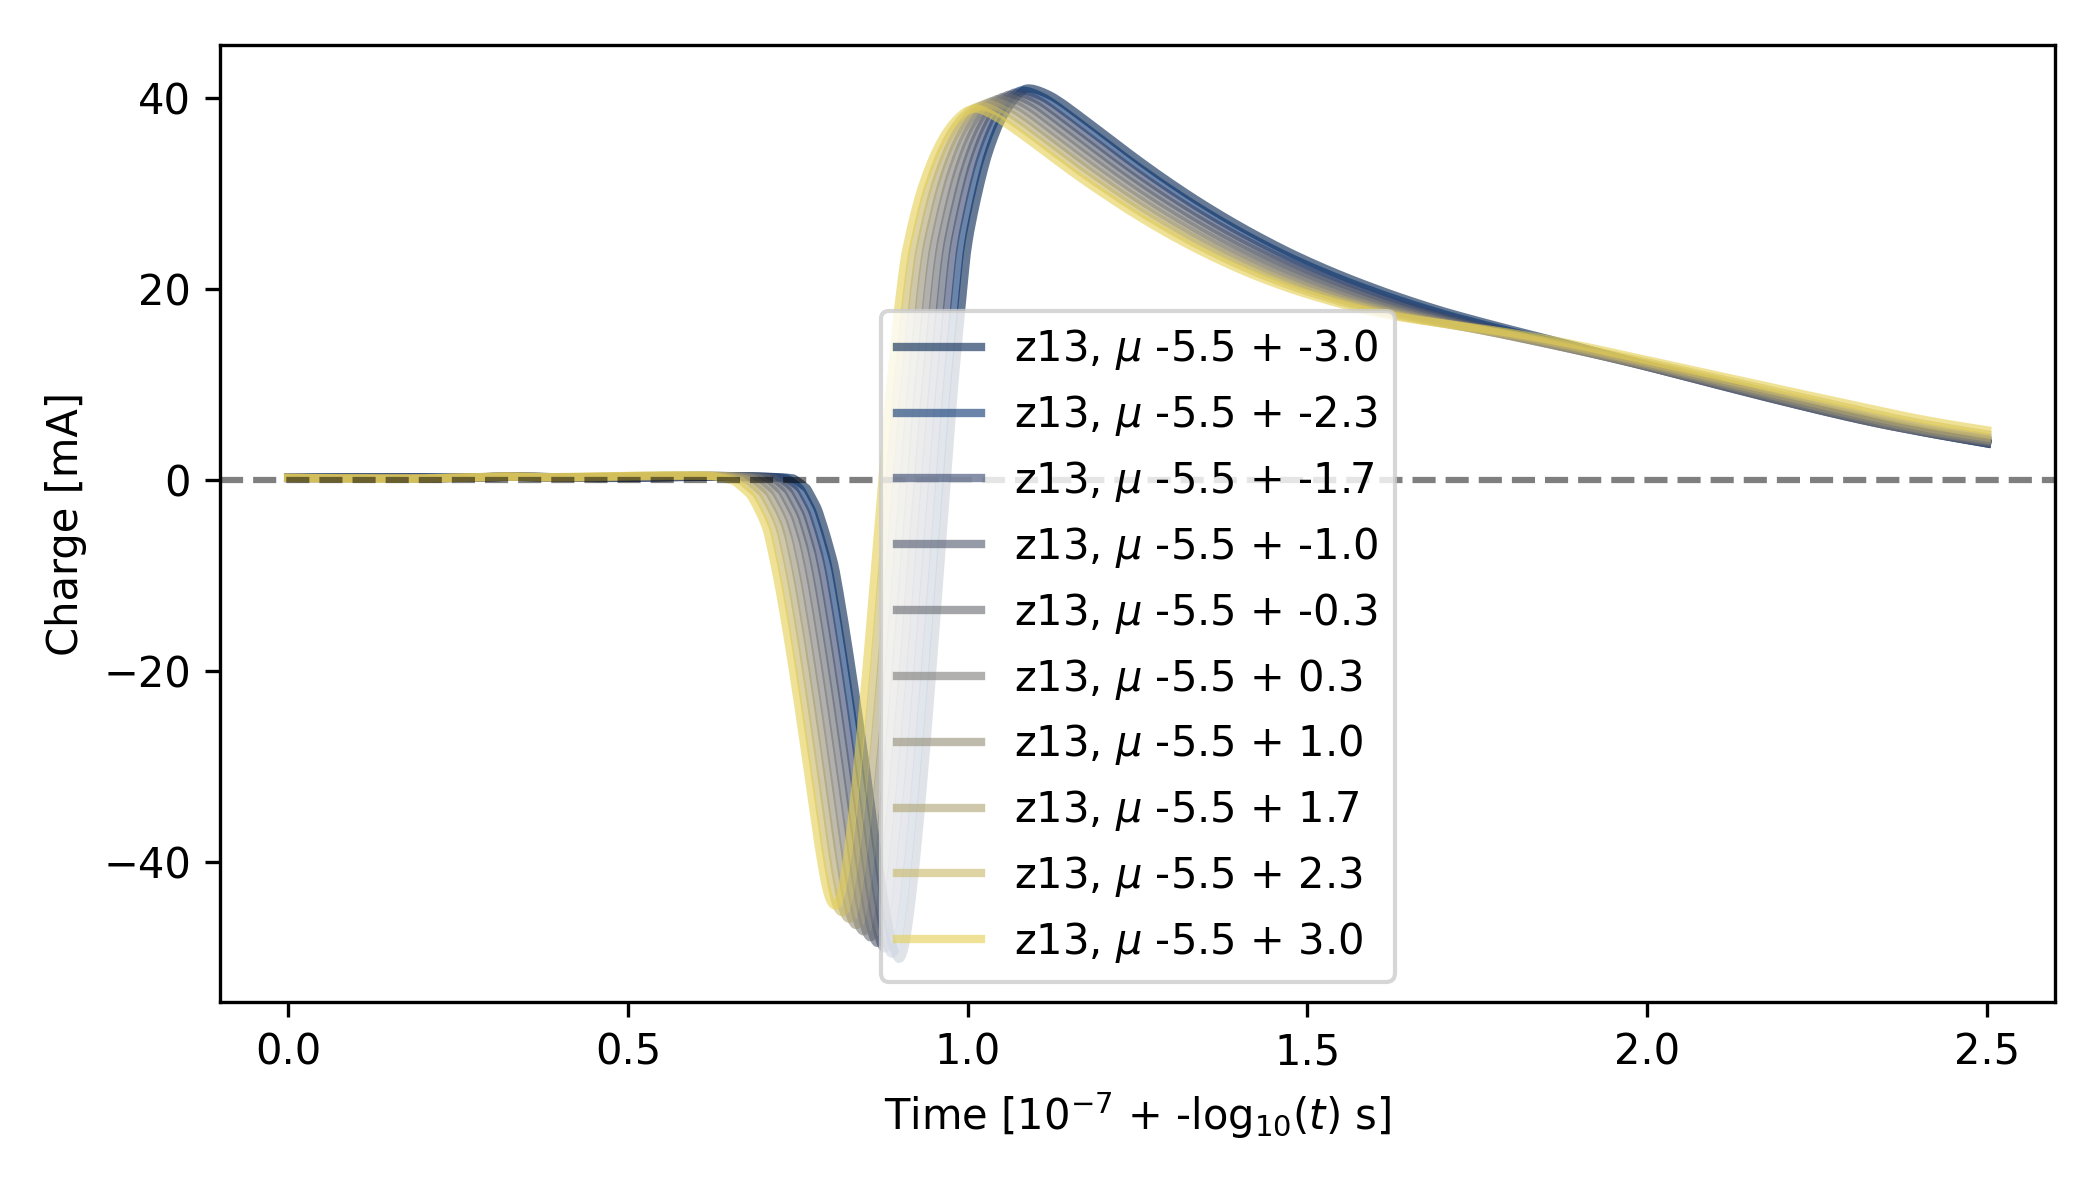 40
20
0
−20
−40
Charge [mA]
z13, μ -5.5 + -3.0
z13, μ -5.5 + -2.3
z13, μ -5.5 + -1.7
z13, μ -5.5 + -1.0
z13, μ -5.5 + -0.3
z13, μ -5.5 + 0.3
z13, μ -5.5 + 1.0
z13, μ -5.5 + 1.7
z13, μ -5.5 + 2.3
z13, μ -5.5 + 3.0
0.0 0.5 1.0 1.5 2.0 2.5
Time [10⁻⁷ + -log₁₀(t) s]